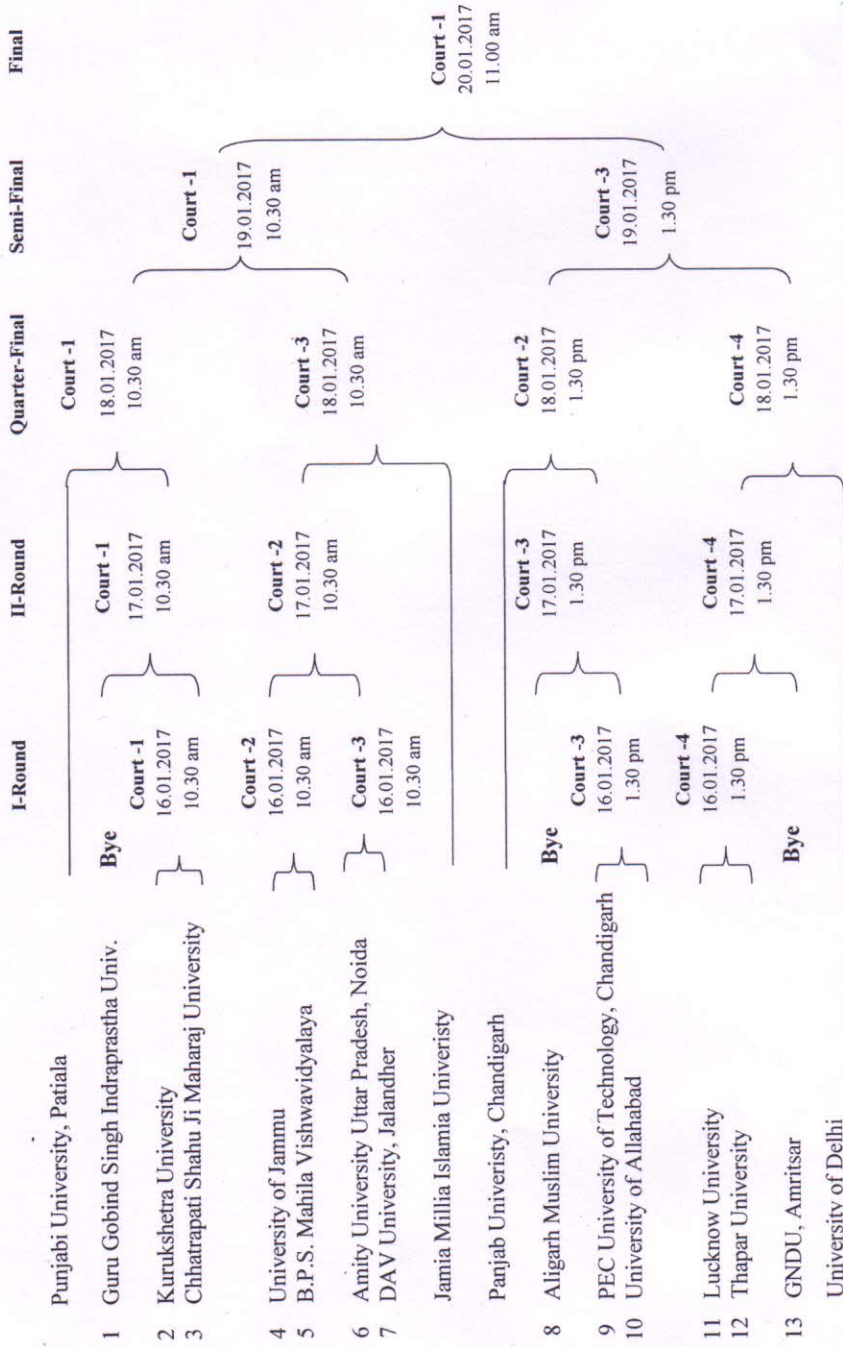 I-Round II-Round Quarter-Final Semi-Final Final
Punjabi University, Patiala
1 Guru Gobind Singh Indraprastha Univ. Bye
2 Kurukshetra University
3 Chhatrapati Shahu Ji Maharaj University
Court -1
16.01.2017
10.30 am
Court -1
17.01.2017
10.30 am
Court -1
18.01.2017
10.30 am
4 University of Jammu
5 B.P.S. Mahila Vishwavidyalaya
Court -2
16.01.2017
10.30 am
6 Amity University Uttar Pradesh, Noida
7 DAV University, Jalandher
Court -3
16.01.2017
10.30 am
Court -2
17.01.2017
10.30 am
Jamia Millia Islamia Univeristy
Court -3
18.01.2017
10.30 am
Court -1
19.01.2017
10.30 am
Panjab Univeristy, Chandigarh
8 Aligarh Muslim University Bye
9 PEC University of Technology, Chandigarh
10 University of Allahabad
Court -3
16.01.2017
1.30 pm
Court -3
17.01.2017
1.30 pm
Court -2
18.01.2017
1.30 pm
11 Lucknow University
12 Thapar University
Court -4
16.01.2017
1.30 pm
13 GNDU, Amritsar Bye
Court -4
17.01.2017
1.30 pm
University of Delhi
Court -4
18.01.2017
1.30 pm
Court -3
19.01.2017
1.30 pm
Court -1
20.01.2017
11.00 am